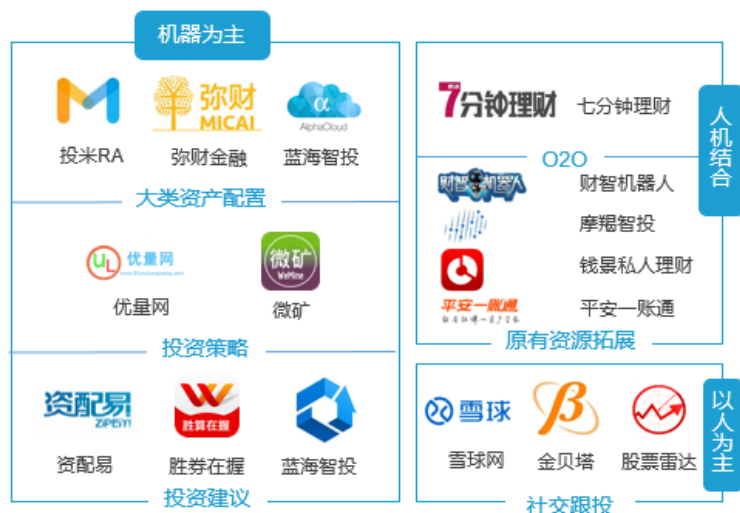 机器为主
弥财
MICAI
α
AlphaCloud
投米RA
弥财金融
蓝海智投
大类资产配置
UL
优量网
微矿
WeMine
优量网
微矿
投资策略
资配易
ZiPEiYi
胜算在握
资配易
胜券在握
蓝海智投
投资建议
人机结合
7分钟理财
七分钟理财
O2O
财智机器人
财智机器人
摩羯智投
钱景私人理财
平安一账通
平安一账通
原有资源拓展
以人为主
雪球
β
雪球网
金贝塔
股票雷达
社交跟投